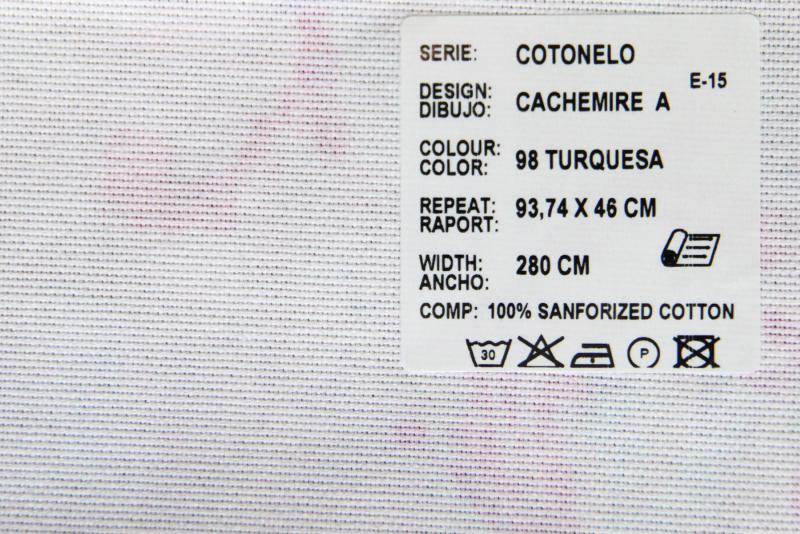 SERIE: COTONELO
E-15
DESIGN:
DIBUJO: CACHEMIRE A
COLOUR:
COLOR: 98 TURQUESA
REPEAT: 93,74 X 46 CM
RAPORT:
WIDTH: 280 CM
ANCHO:
COMP: 100% SANFORIZED COTTON
30 P